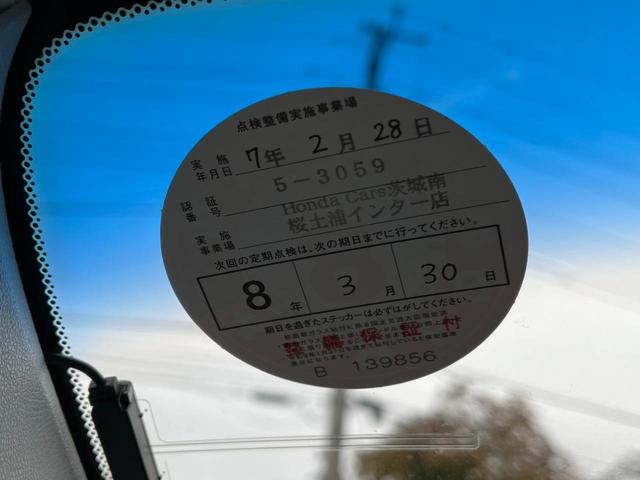 点検整備実施事業場
実施年月日 7年 2月 28日
認証番号 5-3059
Honda Cars茨城南
実施事業場 桜土浦インター店
次回の定期点検は、次の期日までに行ってください。
8年 3月 30日
期日を過ぎたステッカーは必ずはがしてください。
整備保証付
B 139856